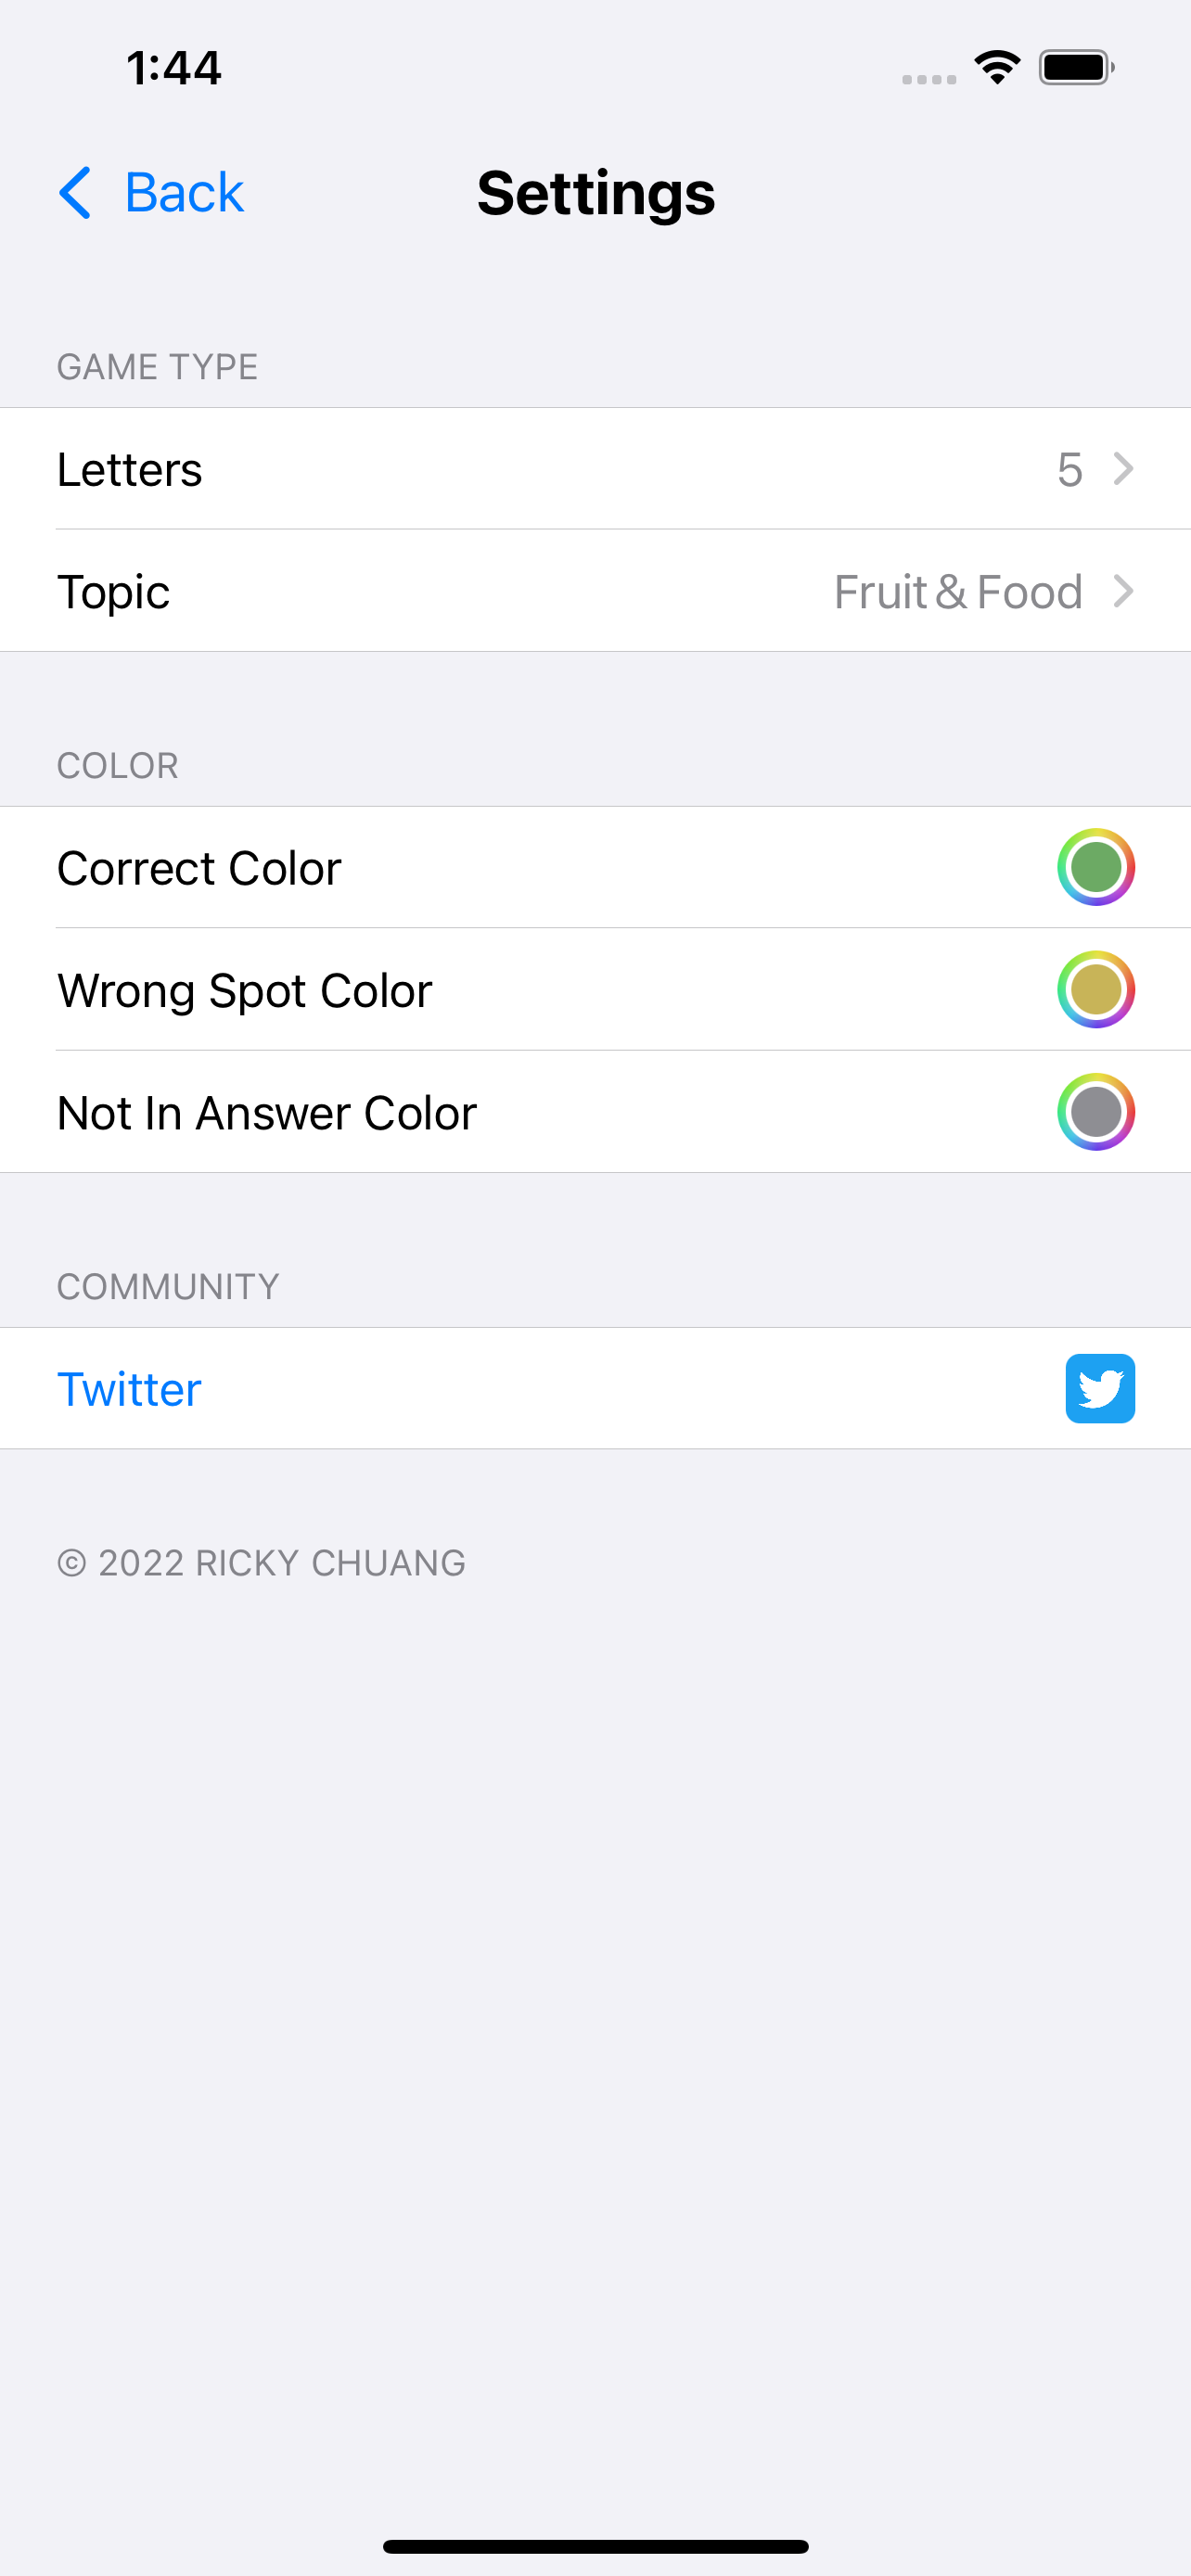 1:44
Back
Settings
GAME TYPE
Letters 5
Topic Fruit & Food
COLOR
Correct Color
Wrong Spot Color
Not In Answer Color
COMMUNITY
Twitter
© 2022 RICKY CHUANG